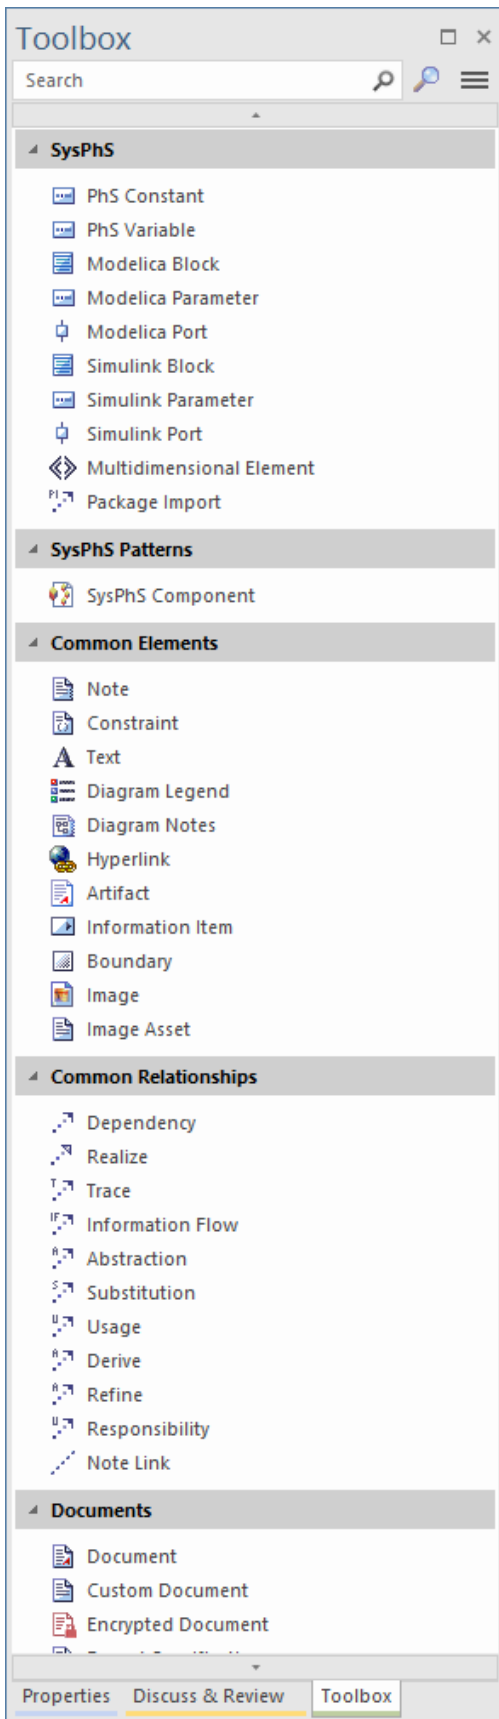 Toolbox
Search
SysPhS
PhS Constant
PhS Variable
Modelica Block
Modelica Parameter
Modelica Port
Simulink Block
Simulink Parameter
Simulink Port
Multidimensional Element
Package Import
SysPhS Patterns
SysPhS Component
Common Elements
Note
Constraint
Text
Diagram Legend
Diagram Notes
Hyperlink
Artifact
Information Item
Boundary
Image
Image Asset
Common Relationships
Dependency
Realize
Trace
Information Flow
Abstraction
Substitution
Usage
Derive
Refine
Responsibility
Note Link
Documents
Document
Custom Document
Encrypted Document
Properties Discuss & Review Toolbox